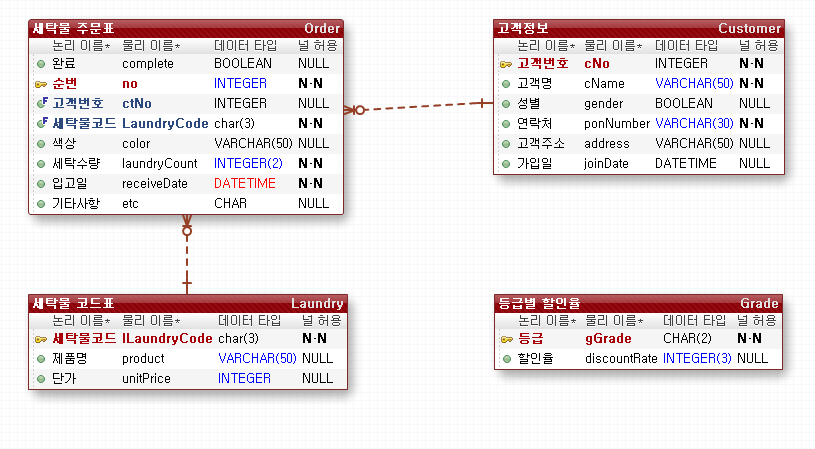 세탁물 주문표 Order
논리 이름* 물리 이름* 데이터 타입 널 허용
완료 complete BOOLEAN NULL
순번 no INTEGER N·N
고객번호 ctNo INTEGER N·N
세탁물코드 LaundryCode char(3) N·N
색상 color VARCHAR(50) NULL
세탁수량 laundryCount INTEGER(2) N·N
입고일 receiveDate DATETIME N·N
기타사항 etc CHAR NULL
고객정보 Customer
논리 이름* 물리 이름* 데이터 타입 널 허용
고객번호 cNo INTEGER N·N
고객명 cName VARCHAR(50) N·N
성별 gender BOOLEAN NULL
연락처 ponNumber VARCHAR(30) N·N
고객주소 address VARCHAR(50) NULL
가입일 joinDate DATETIME NULL
세탁물 코드표 Laundry
논리 이름* 물리 이름* 데이터 타입 널 허용
세탁물코드 lLaundryCode char(3) N·N
제품명 product VARCHAR(50) NULL
단가 unitPrice INTEGER NULL
등급별 할인율 Grade
논리 이름* 물리 이름* 데이터 타입 널 허용
등급 gGrade CHAR(2) N·N
할인율 discountRate INTEGER(3) NULL